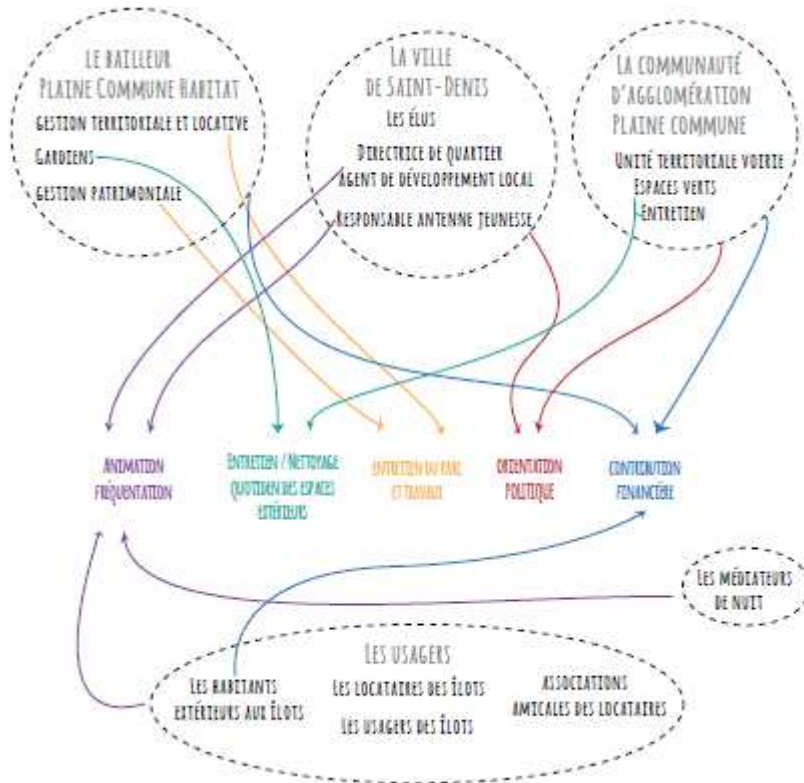 LE BAILLEUR
PLAINE COMMUNE HABITAT
GESTION TERRITORIALE ET LOCATIVE
GARDIENS
GESTION PATRIMONIALE
LA VILLE
DE SAINT-DENIS
LES ÉLUS
DIRECTRICE DE QUARTIER
AGENT DE DÉVELOPPEMENT LOCAL
RESPONSABLE ANTENNE JEUNESSE
LA COMMUNAUTÉ
D'AGGLOMÉRATION
PLAINE COMMUNE
UNITÉ TERRITORIALE VOIRIE
ESPACES VERTS
ENTRETIEN
ANIMATION
FRÉQUENTATION
ENTRETIEN / NETTOYAGE
QUOTIDIEN DES ESPACES
EXTÉRIEURS
ENTRETIEN DU PARC
ET TRAVAUX
ORIENTATION
POLITIQUE
CONTRIBUTION
FINANCIÈRE
LES MÉDIATEURS
DE NUIT
LES USAGERS
LES HABITANTS
EXTÉRIEURS AUX ÎLOTS
LES LOCATAIRES DES ÎLOTS
LES USAGERS DES ÎLOTS
ASSOCIATIONS
AMICALES DES LOCATAIRES